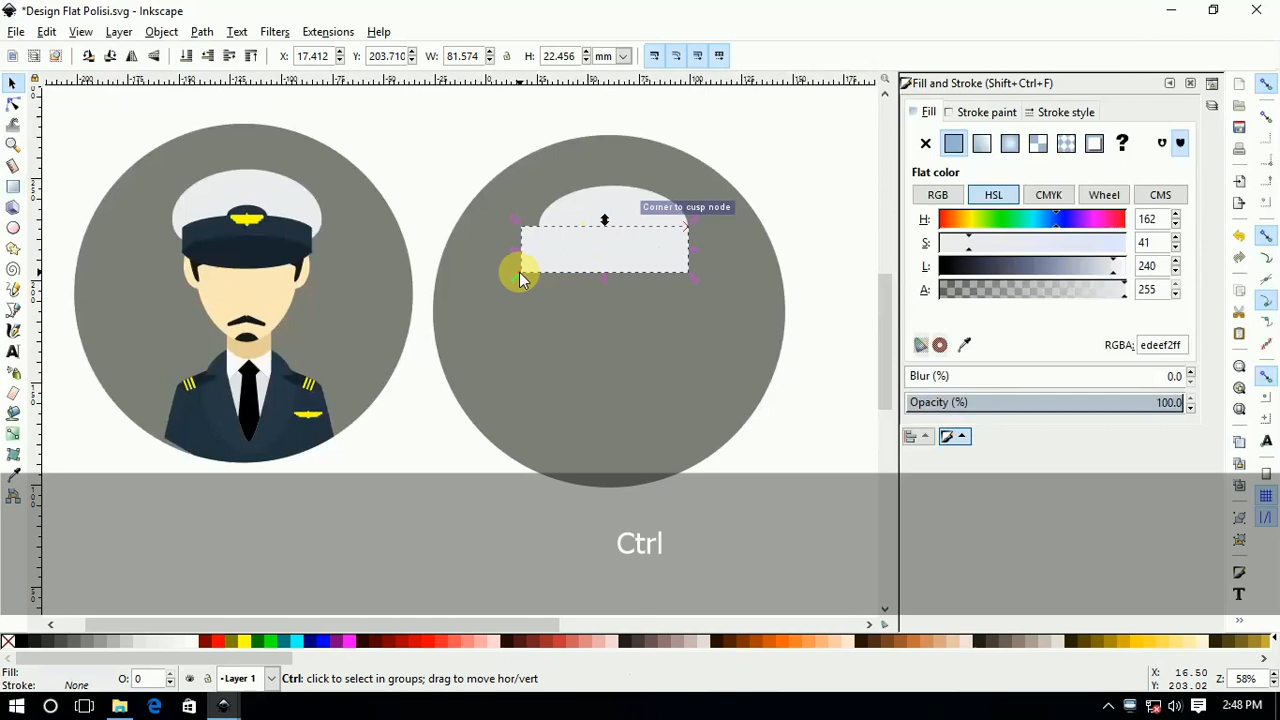 *Design Flat Polisi.svg - Inkscape
File Edit View Layer Object Path Text Filters Extensions Help
X: 17.412 Y: 203.710 W: 81.574 H: 22.456 mm
Fill and Stroke (Shift+Ctrl+F)
Fill Stroke paint Stroke style
Flat color
RGB HSL CMYK Wheel CMS
H: 162
S: 41
L: 240
A: 255
RGBA: edeef2ff
Blur (%) 0.0
Opacity (%) 100.0
Corner to cusp node
Ctrl
Fill:
Stroke: None
O: 0
Layer 1
Ctrl: click to select in groups; drag to move hor/vert
X: 16.50
Y: 203.02
Z: 58%
2:48 PM